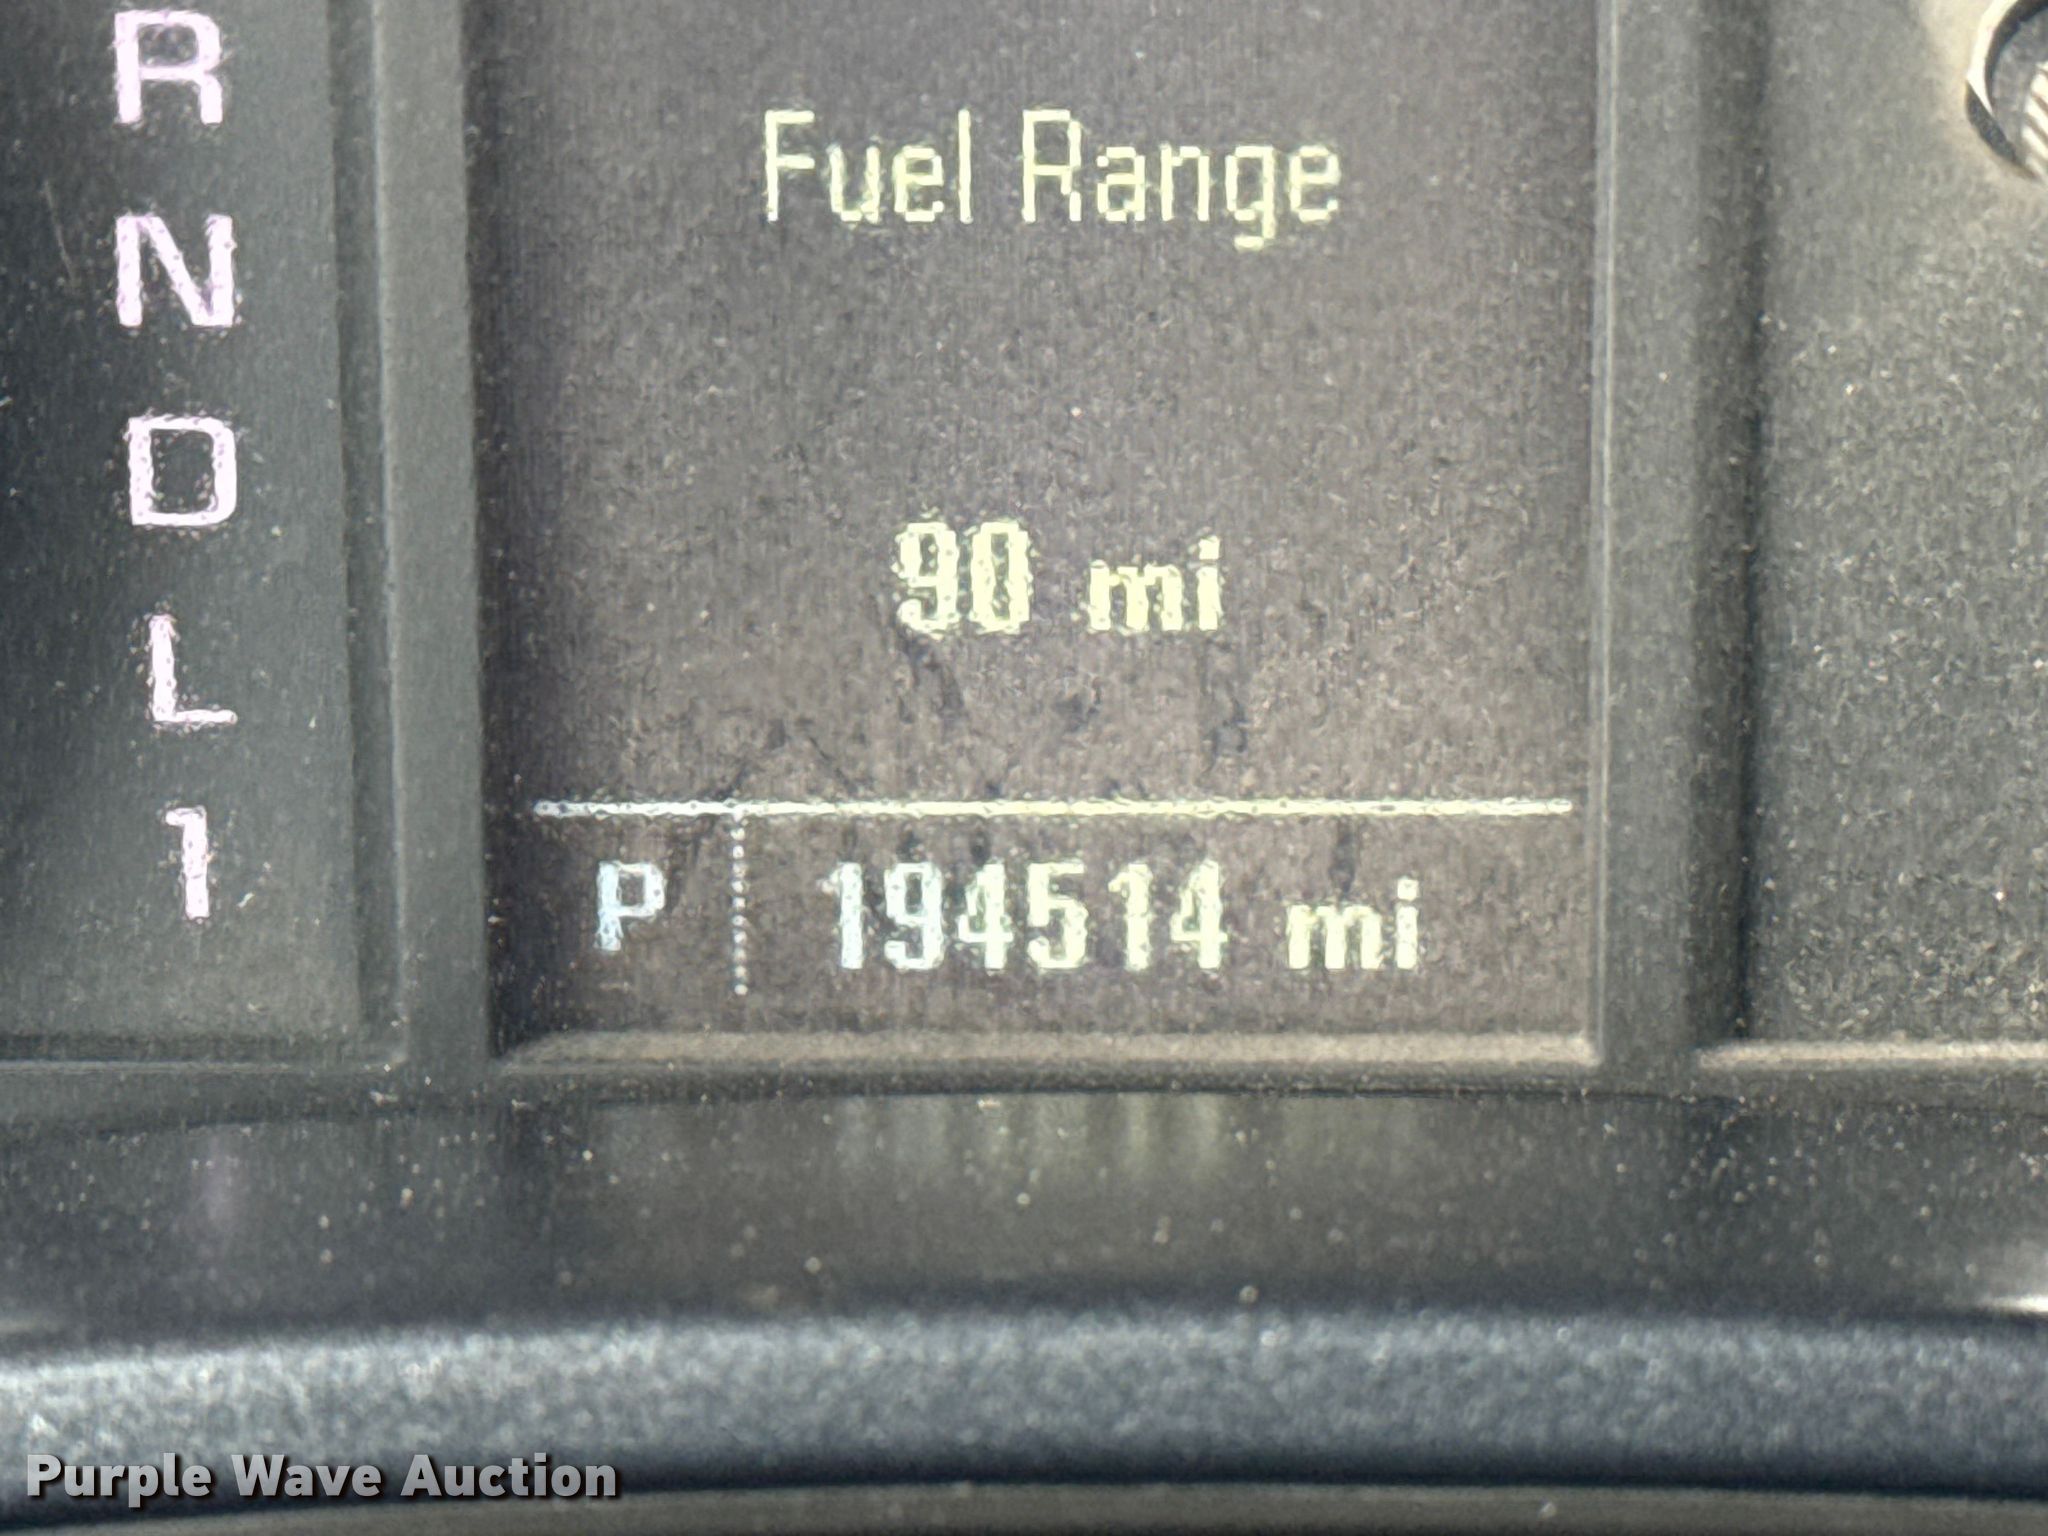 R
N
D
L
1
Fuel Range
90 mi
P 194514 mi
Purple Wave Auction